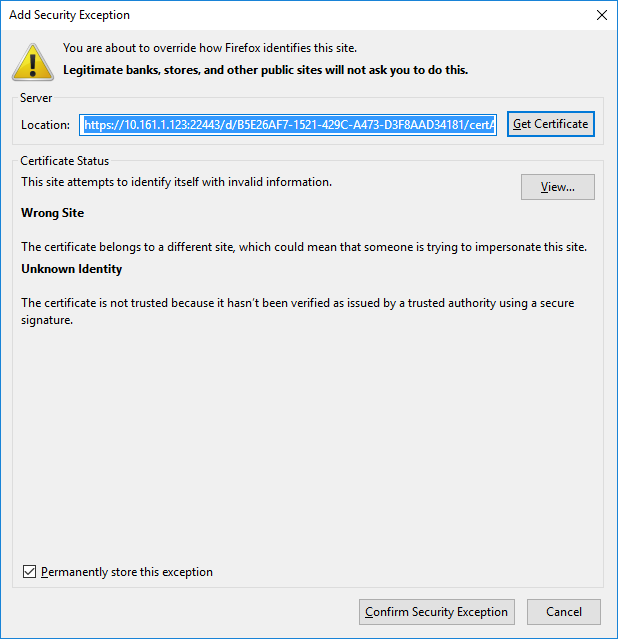 Add Security Exception
You are about to override how Firefox identifies this site.
Legitimate banks, stores, and other public sites will not ask you to do this.
Server
Location: https://10.161.1.123:22443/d/B5E26AF7-1521-429C-A473-D3F8AAD34181/certA Get Certificate
Certificate Status
This site attempts to identify itself with invalid information. View...
Wrong Site
The certificate belongs to a different site, which could mean that someone is trying to impersonate this site.
Unknown Identity
The certificate is not trusted because it hasn't been verified as issued by a trusted authority using a secure
signature.
Permanently store this exception
Confirm Security Exception Cancel